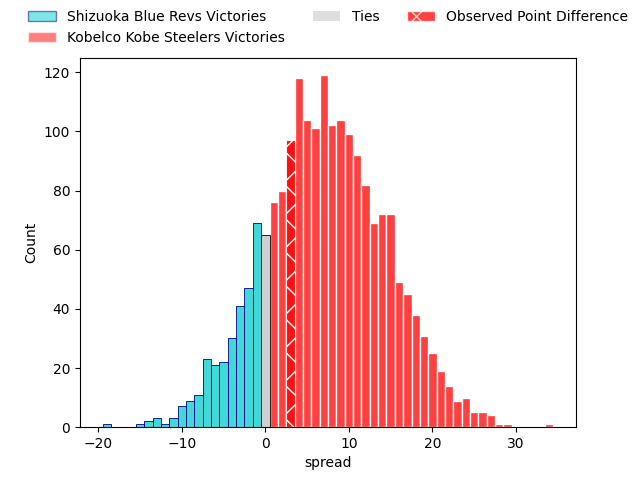 Shizuoka Blue Revs Victories
Kobelco Kobe Steelers Victories
Ties
Observed Point Difference
120
100
80
60
40
20
0
Count
−20
−10
0
10
20
30
spread